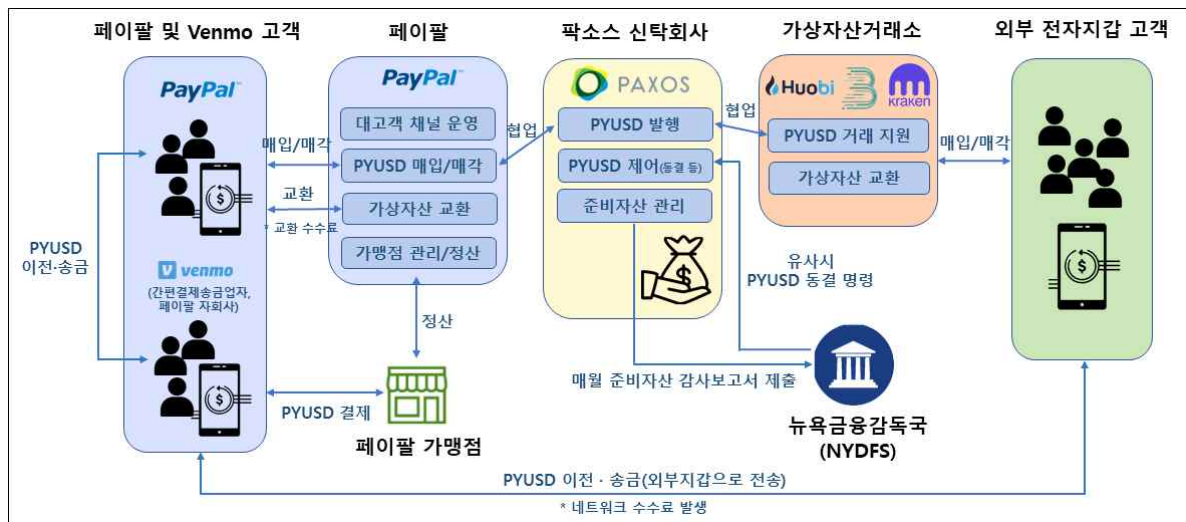 페이팔 및 Venmo 고객
페이팔
팍소스 신탁회사
가상자산거래소
외부 전자지갑 고객
PayPal™
PayPal™
PAXOS
Huobi
kraken
대고객 채널 운영
PYUSD 매입/매각
가상자산 교환
가맹점 관리/정산
PYUSD 발행
PYUSD 제어(동결 등)
준비자산 관리
PYUSD 거래 지원
가상자산 교환
매입/매각
교환
* 교환 수수료
협업
협업
매입/매각
PYUSD
이전·송금
venmo
(간편결제송금업자,
페이팔 자회사)
정산
유사시
PYUSD 동결 명령
매월 준비자산 감사보고서 제출
PYUSD 결제
페이팔 가맹점
뉴욕금융감독국
(NYDFS)
PYUSD 이전 · 송금(외부지갑으로 전송)
* 네트워크 수수료 발생